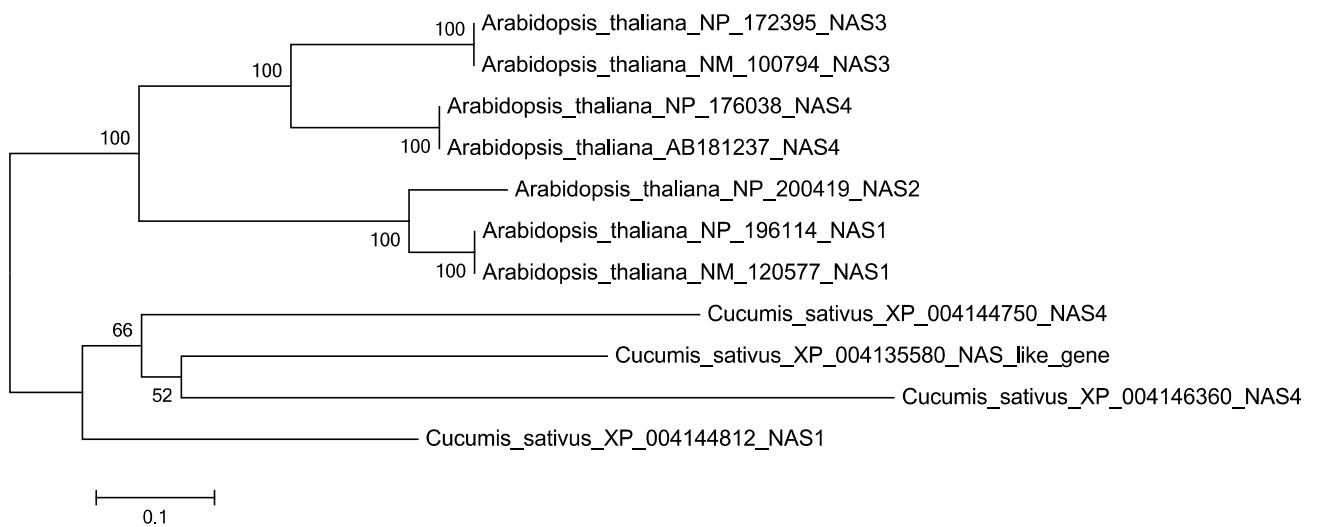 100
Arabidopsis_thaliana_NP_172395_NAS3
100
Arabidopsis_thaliana_NM_100794_NAS3
Arabidopsis_thaliana_NP_176038_NAS4
100
100
Arabidopsis_thaliana_AB181237_NAS4
Arabidopsis_thaliana_NP_200419_NAS2
Arabidopsis_thaliana_NP_196114_NAS1
100
100
Arabidopsis_thaliana_NM_120577_NAS1
Cucumis_sativus_XP_004144750_NAS4
66
Cucumis_sativus_XP_004135580_NAS_like_gene
52
Cucumis_sativus_XP_004146360_NAS4
Cucumis_sativus_XP_004144812_NAS1
0.1